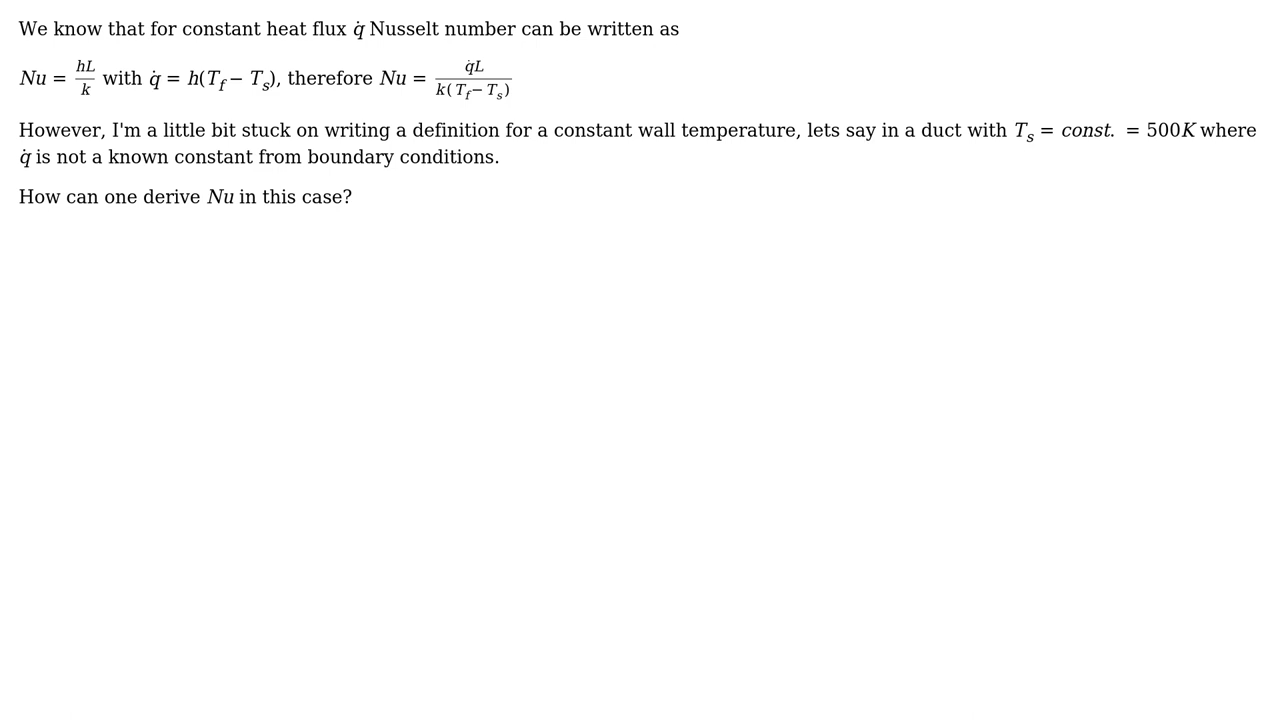 We know that for constant heat flux q̇ Nusselt number can be written as
Nu = \frac{hL}{k} with q̇ = h(T_f − T_s), therefore Nu = \frac{q̇L}{k(T_f − T_s)}
However, I'm a little bit stuck on writing a definition for a constant wall temperature, lets say in a duct with T_s = const. = 500K where
q̇ is not a known constant from boundary conditions.
How can one derive Nu in this case?